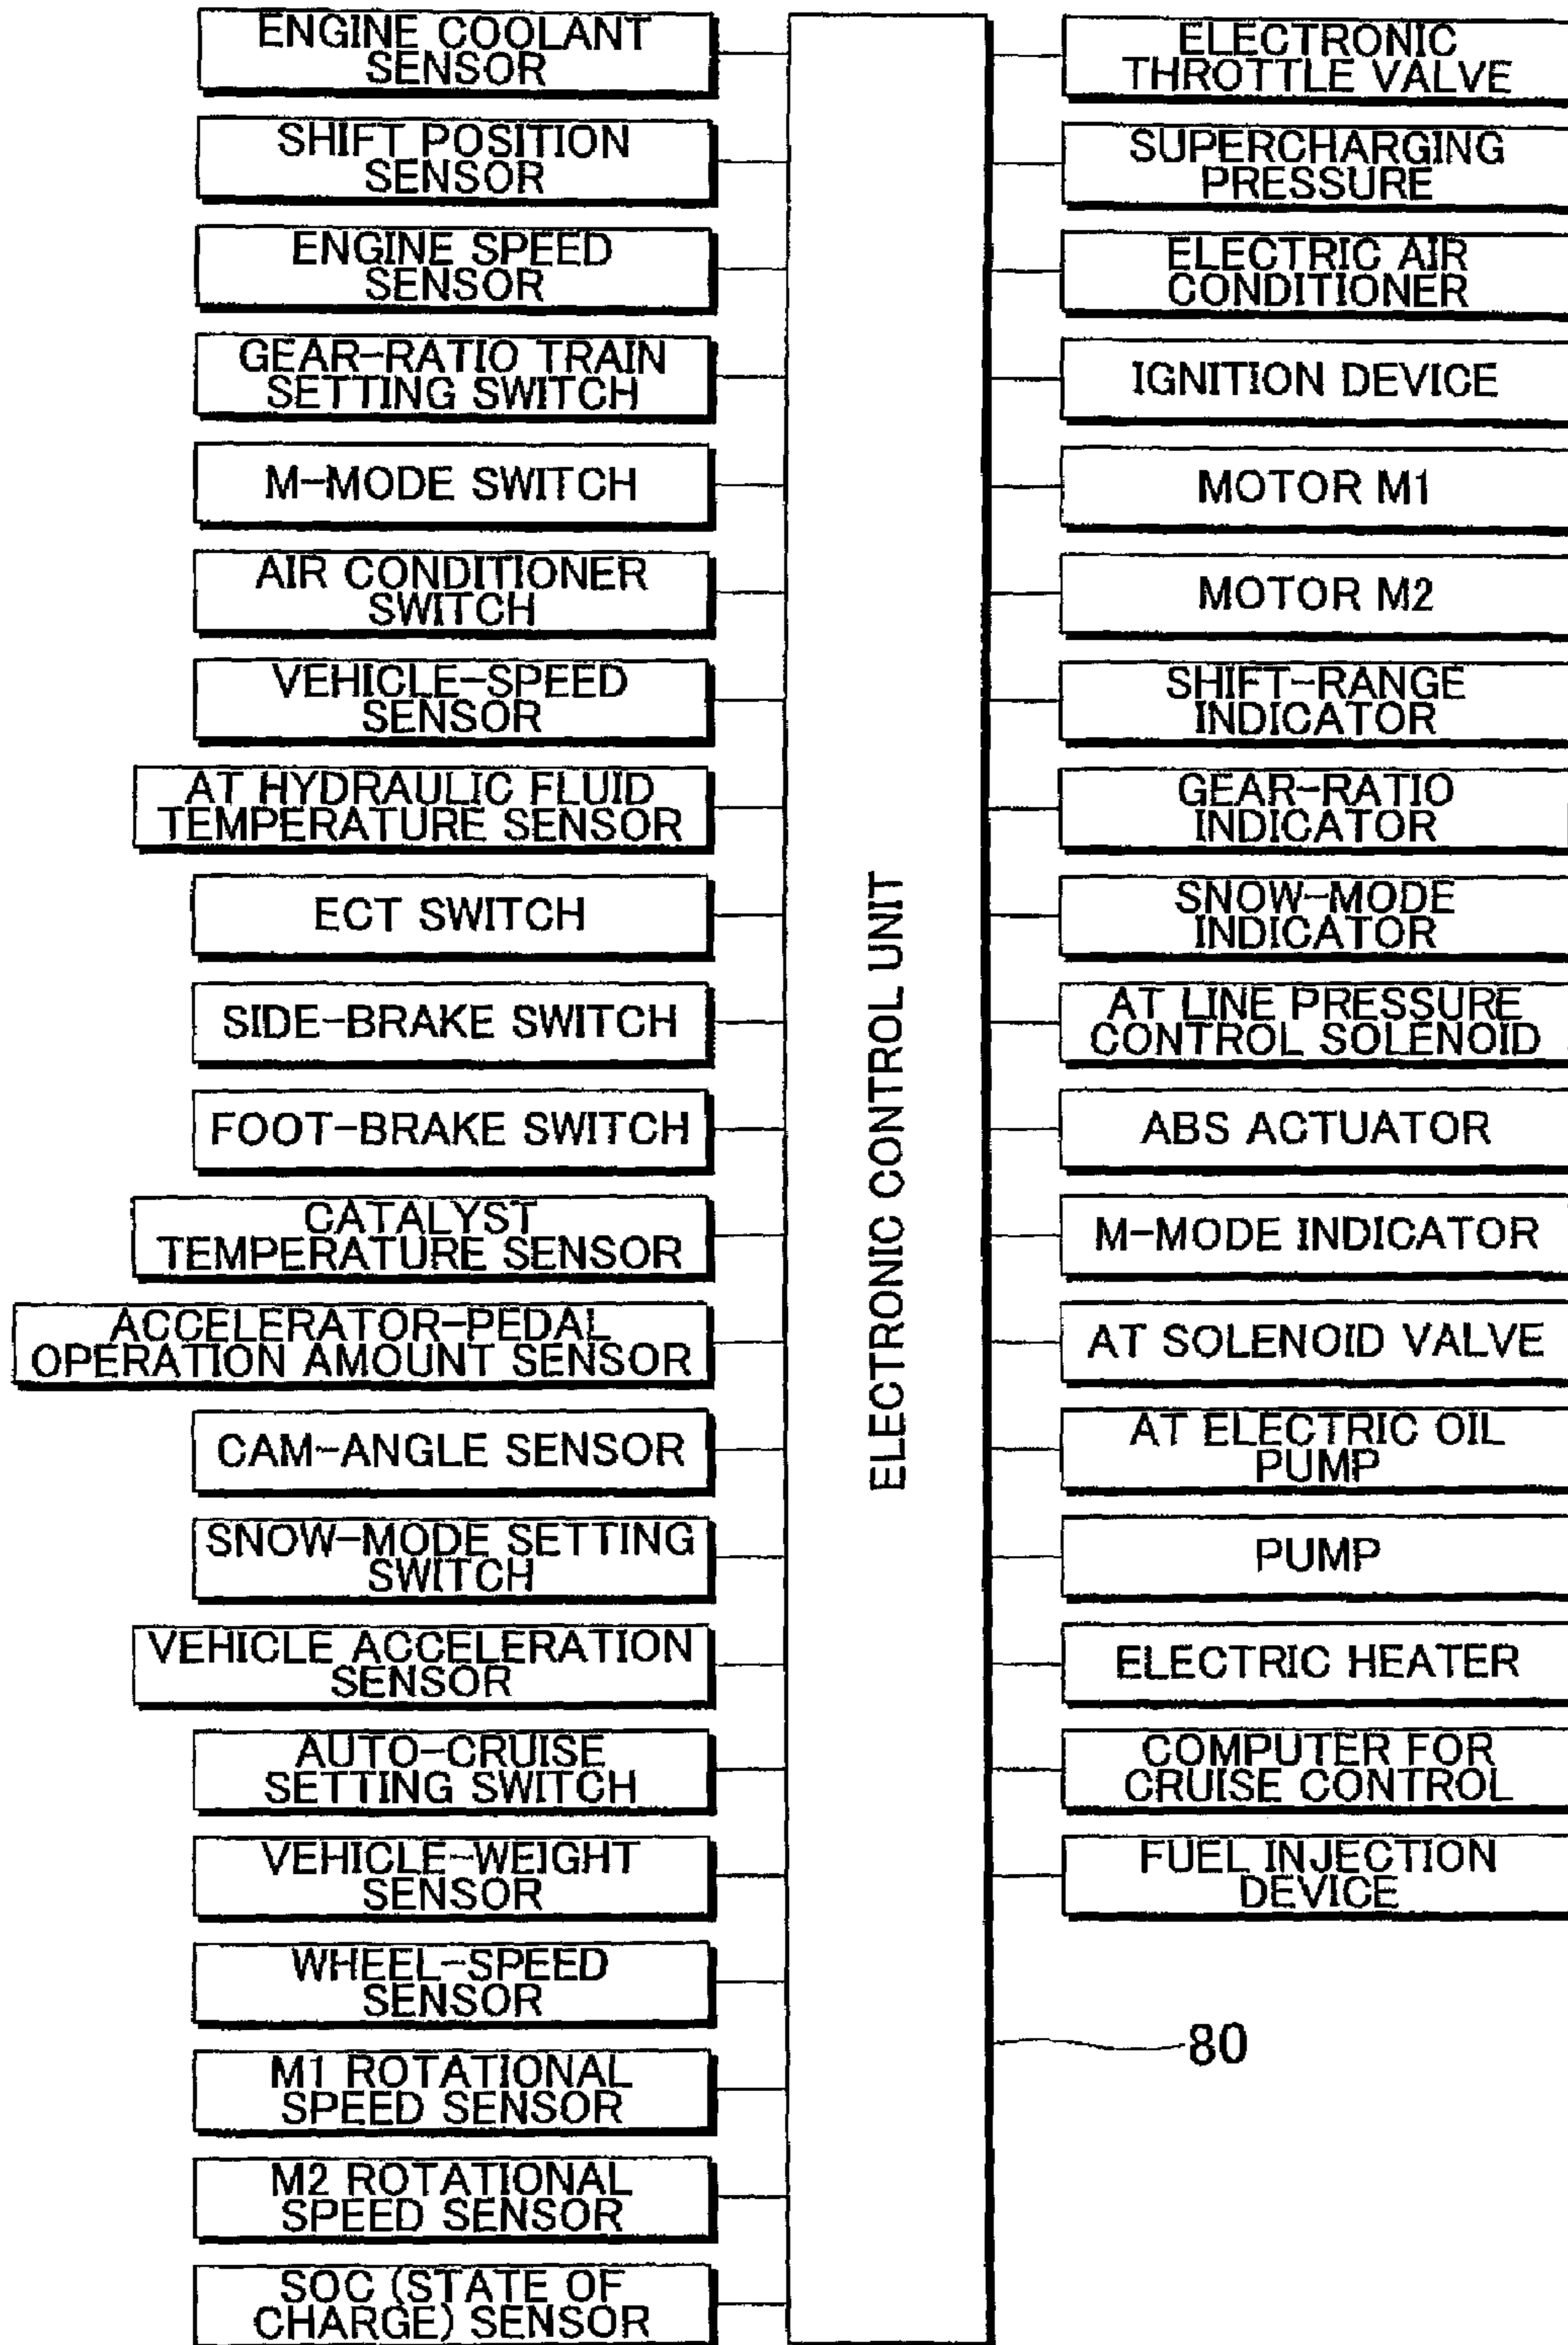 ENGINE COOLANT
SENSOR
SHIFT POSITION
SENSOR
ENGINE SPEED
SENSOR
GEAR-RATIO TRAIN
SETTING SWITCH
M-MODE SWITCH
AIR CONDITIONER
SWITCH
VEHICLE-SPEED
SENSOR
AT HYDRAULIC FLUID
TEMPERATURE SENSOR
ECT SWITCH
SIDE-BRAKE SWITCH
FOOT-BRAKE SWITCH
CATALYST
TEMPERATURE SENSOR
ACCELERATOR-PEDAL
OPERATION AMOUNT SENSOR
CAM-ANGLE SENSOR
SNOW-MODE SETTING
SWITCH
VEHICLE ACCELERATION
SENSOR
AUTO-CRUISE
SETTING SWITCH
VEHICLE-WEIGHT
SENSOR
WHEEL-SPEED
SENSOR
M1 ROTATIONAL
SPEED SENSOR
M2 ROTATIONAL
SPEED SENSOR
SOC (STATE OF
CHARGE) SENSOR
ELECTRONIC CONTROL UNIT
ELECTRONIC
THROTTLE VALVE
SUPERCHARGING
PRESSURE
ELECTRIC AIR
CONDITIONER
IGNITION DEVICE
MOTOR M1
MOTOR M2
SHIFT-RANGE
INDICATOR
GEAR-RATIO
INDICATOR
SNOW-MODE
INDICATOR
AT LINE PRESSURE
CONTROL SOLENOID
ABS ACTUATOR
M-MODE INDICATOR
AT SOLENOID VALVE
AT ELECTRIC OIL
PUMP
PUMP
ELECTRIC HEATER
COMPUTER FOR
CRUISE CONTROL
FUEL INJECTION
DEVICE
80